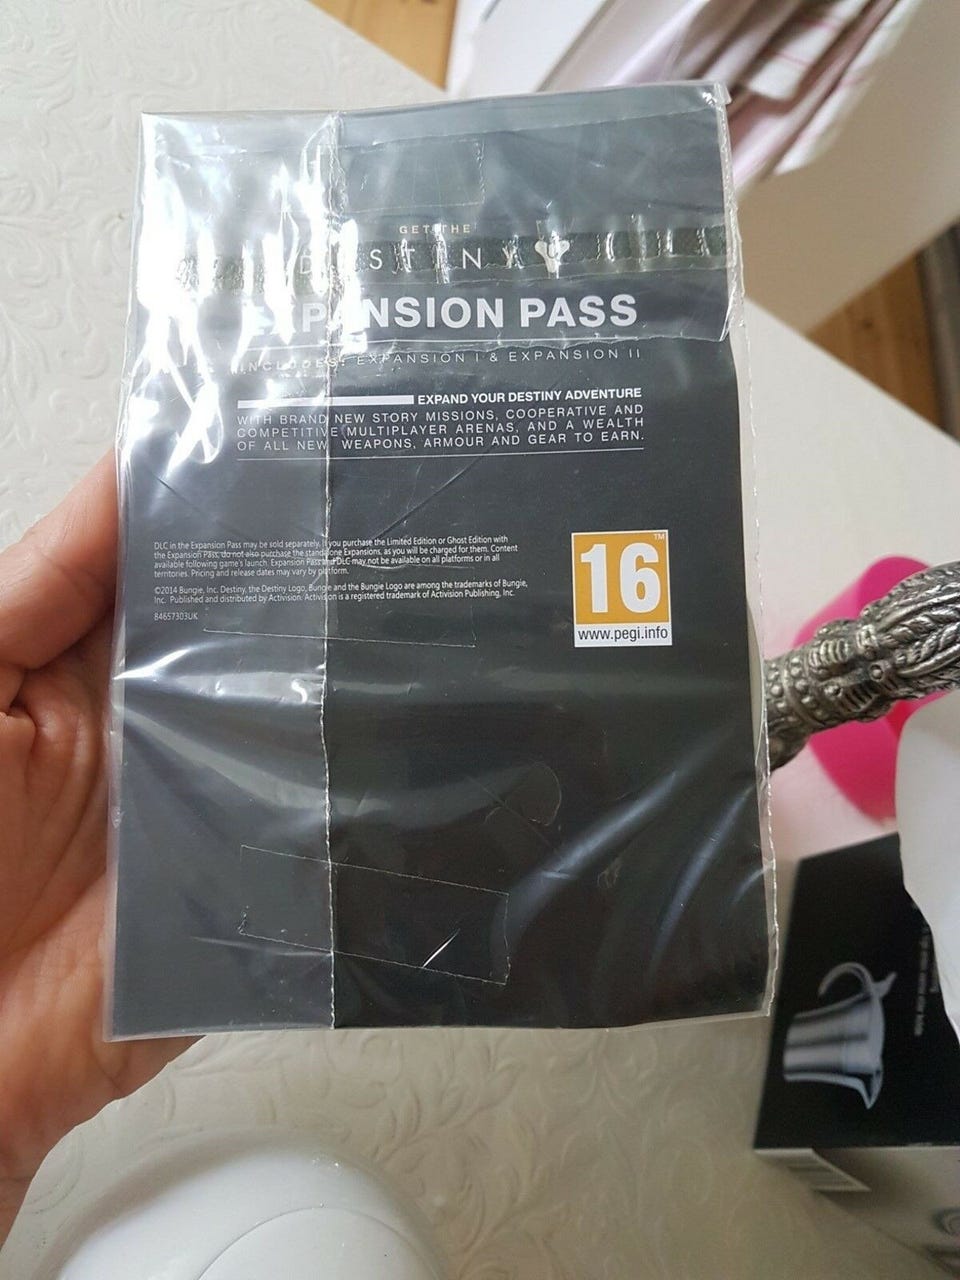 GET THE
DESTINY
EXPANSION PASS
INCLUDES: EXPANSION I & EXPANSION II
EXPAND YOUR DESTINY ADVENTURE
WITH BRAND NEW STORY MISSIONS, COOPERATIVE AND
COMPETITIVE MULTIPLAYER ARENAS, AND A WEALTH
OF ALL NEW WEAPONS, ARMOUR AND GEAR TO EARN.
DLC in the Expansion Pass may be sold separately. If you purchase the Limited Edition or Ghost Edition with
the Expansion Pass, do not also purchase the standalone Expansions, as you will be charged for them. Content
available following game's launch. Expansion Pass and DLC may not be available on all platforms or in all
territories. Pricing and release dates may vary by platform.
©2014 Bungie, Inc. Destiny, the Destiny Logo, Bungie and the Bungie Logo are among the trademarks of Bungie,
Inc. Published and distributed by Activision. Activision is a registered trademark of Activision Publishing, Inc.
84657303UK
16™
www.pegi.info